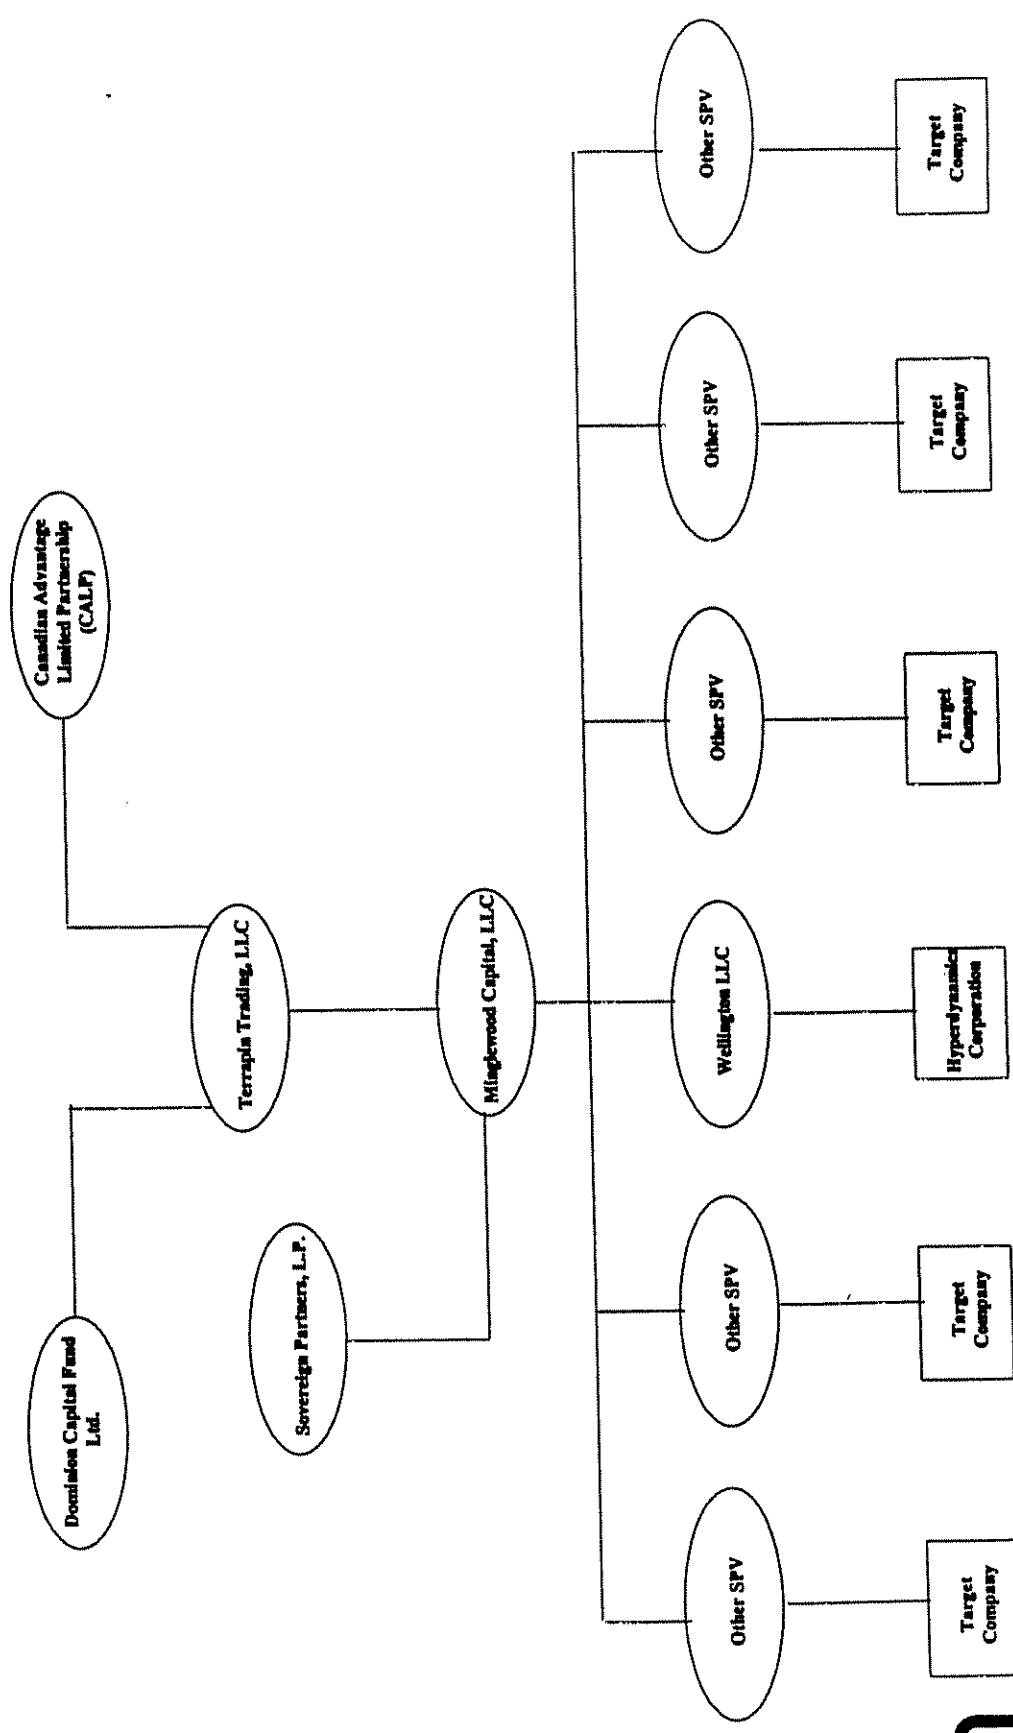 Dominion Capital Fund
Ltd.
Canadian Advantage
Limited Partnership
(CALP)
Terrapin Trading, LLC
Sovereign Partners, L.P.
Minglewood Capital, LLC
Other SPV
Other SPV
Wellington LLC
Other SPV
Other SPV
Other SPV
Target
Company
Target
Company
Hyperdynamics
Corporation
Target
Company
Target
Company
Target
Company